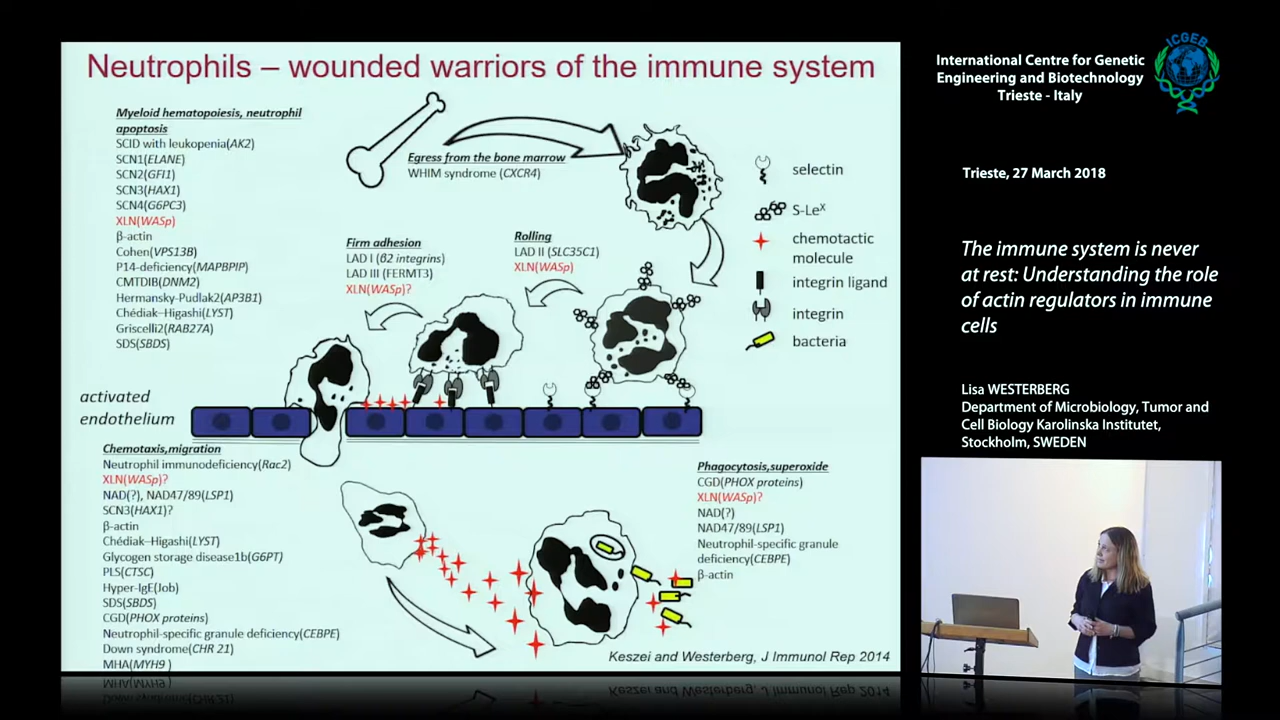 Neutrophils – wounded warriors of the immune system
Myeloid hematopoiesis, neutrophil
apoptosis
SCID with leukopenia(AK2)
SCN1(ELANE)
SCN2(GFI1)
SCN3(HAX1)
SCN4(G6PC3)
XLN(WASp)
β-actin
Cohen(VPS13B)
P14-deficiency(MAPBPIP)
CMTDIB(DNM2)
Hermansky-Pudlak2(AP3B1)
Chédiak–Higashi(LYST)
Griscelli2(RAB27A)
SDS(SBDS)
Egress from the bone marrow
WHIM syndrome (CXCR4)
Firm adhesion
LAD I (β2 integrins)
LAD III (FERMT3)
XLN(WASp)?
Rolling
LAD II (SLC35C1)
XLN(WASp)
selectin
S-LeX
chemotactic
molecule
integrin ligand
integrin
bacteria
activated
endothelium
Chemotaxis,migration
Neutrophil immunodeficiency(Rac2)
XLN(WASp)?
NAD(?), NAD47/89(LSP1)
SCN3(HAX1)?
β-actin
Chédiak–Higashi(LYST)
Glycogen storage disease1b(G6PT)
PLS(CTSC)
Hyper-IgE(Job)
SDS(SBDS)
CGD(PHOX proteins)
Neutrophil-specific granule deficiency(CEBPE)
Down syndrome(CHR 21)
MHA(MYH9 )
Phagocytosis,superoxide
CGD(PHOX proteins)
XLN(WASp)?
NAD(?)
NAD47/89(LSP1)
Neutrophil-specific granule
deficiency(CEBPE)
β-actin
Keszei and Westerberg, J Immunol Rep 2014
International Centre for Genetic
Engineering and Biotechnology
Trieste - Italy
ICGEB
Trieste, 27 March 2018
The immune system is never
at rest: Understanding the role
of actin regulators in immune
cells
Lisa WESTERBERG
Department of Microbiology, Tumor and
Cell Biology Karolinska Institutet,
Stockholm, SWEDEN